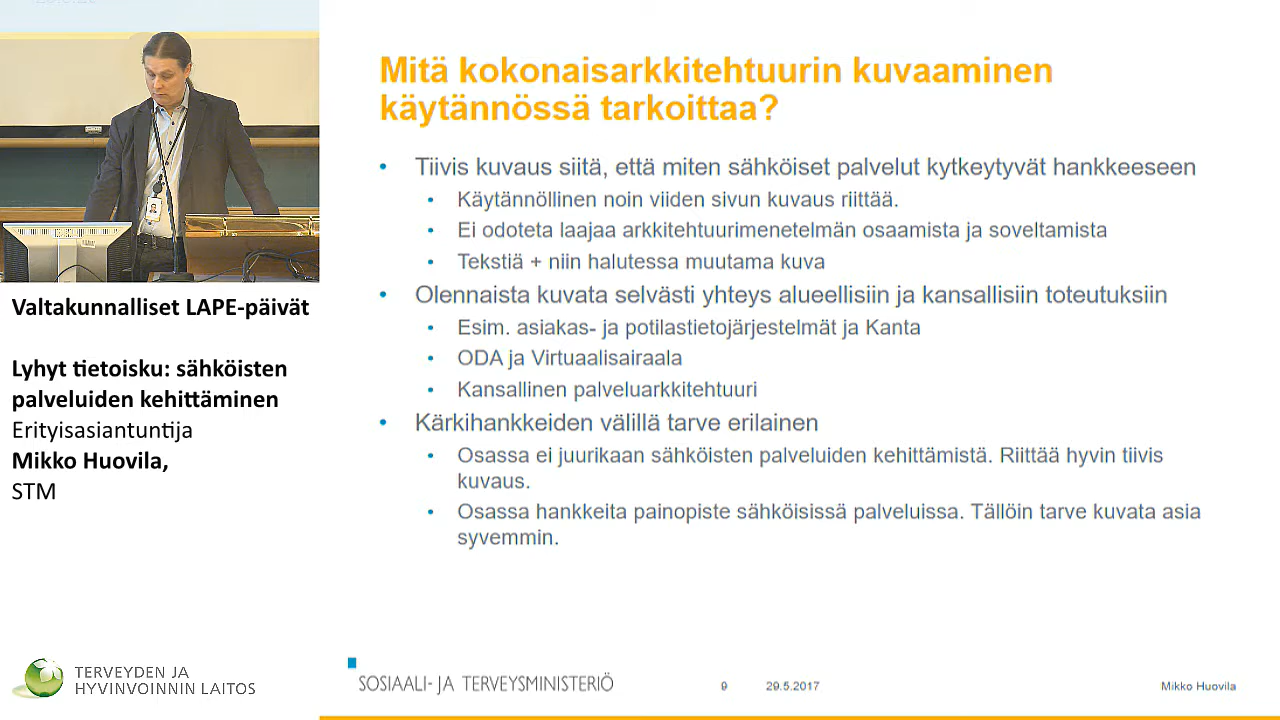 Mitä kokonaisarkkitehtuurin kuvaaminen
käytännössä tarkoittaa?
• Tiivis kuvaus siitä, että miten sähköiset palvelut kytkeytyvät hankkeeseen
• Käytännöllinen noin viiden sivun kuvaus riittää.
• Ei odoteta laajaa arkkitehtuurimenetelmän osaamista ja soveltamista
• Tekstiä + niin halutessa muutama kuva
• Olennaista kuvata selvästi yhteys alueellisiin ja kansallisiin toteutuksiin
• Esim. asiakas- ja potilastietojärjestelmät ja Kanta
• ODA ja Virtuaalisairaala
• Kansallinen palveluarkkitehtuuri
• Kärkihankkeiden välillä tarve erilainen
• Osassa ei juurikaan sähköisten palveluiden kehittämistä. Riittää hyvin tiivis
kuvaus.
• Osassa hankkeita painopiste sähköisissä palveluissa. Tällöin tarve kuvata asia
syvemmin.
Valtakunnalliset LAPE-päivät
Lyhyt tietoisku: sähköisten
palveluiden kehittäminen
Erityisasiantuntija
Mikko Huovila,
STM
TERVEYDEN JA
HYVINVOINNIN LAITOS
SOSIAALI- JA TERVEYSMINISTERIÖ
9
29.5.2017
Mikko Huovila